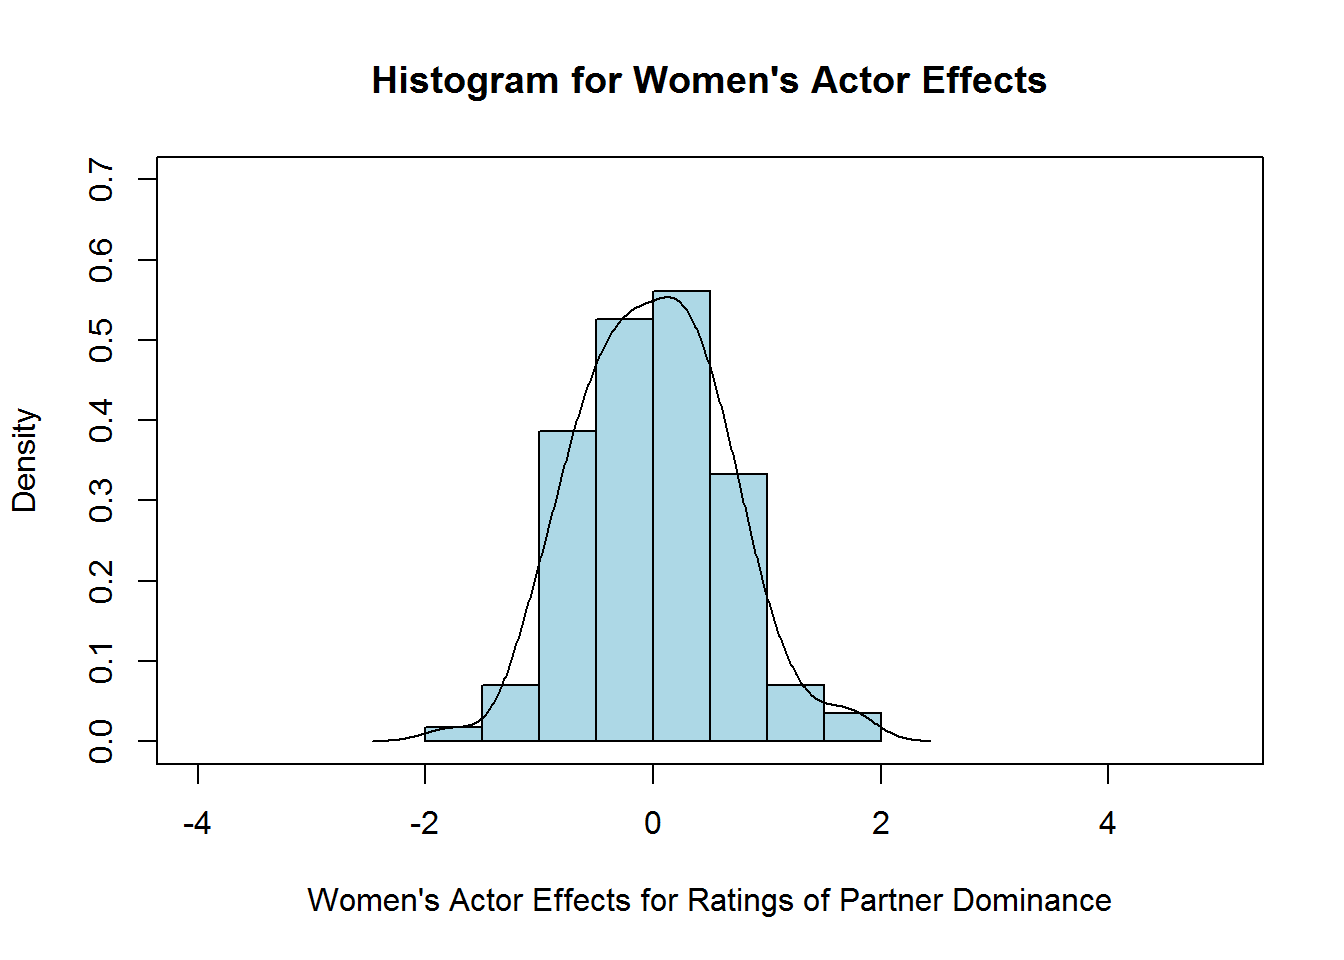 Histogram for Women's Actor Effects
Density
0.7
0.6
0.5
0.4
0.3
0.2
0.1
0.0
-4 -2 0 2 4
Women's Actor Effects for Ratings of Partner Dominance